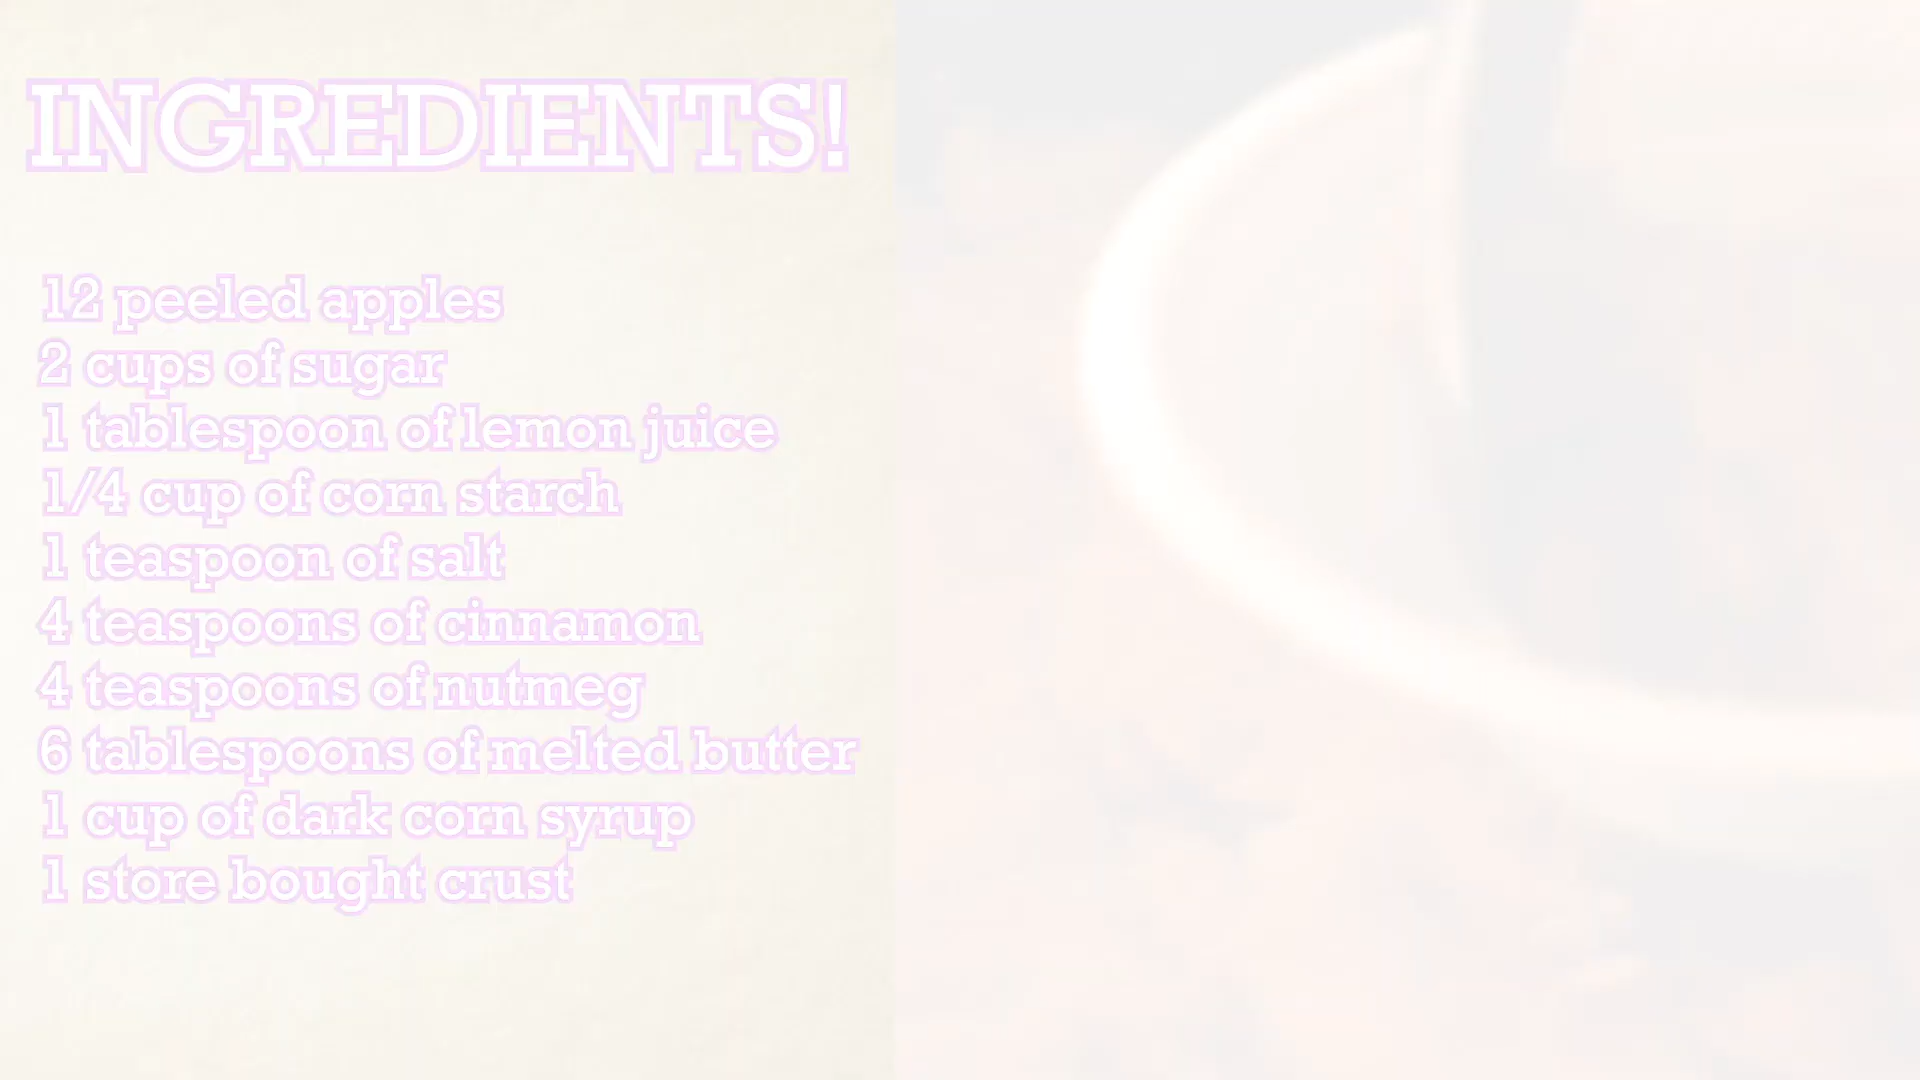 INGREDIENTS!
12 peeled apples
2 cups of sugar
1 tablespoon of lemon juice
1/4 cup of corn starch
1 teaspoon of salt
4 teaspoons of cinnamon
4 teaspoons of nutmeg
6 tablespoons of melted butter
1 cup of dark corn syrup
1 store bought crust